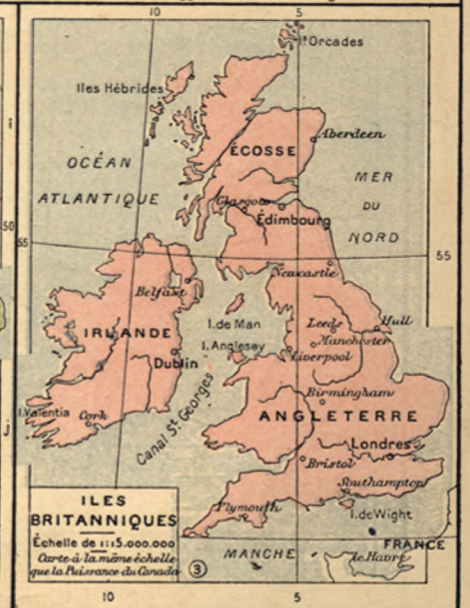 10
5
Is Orcades
Iles Hébrides
Aberdeen
OCÉAN
ATLANTIQUE
ÉCOSSE
MER
DU
NORD
Glasgow
Édimbourg
50
55
55
Newcastle
Belfast
I. de Man
Leeds
Hull
IRLANDE
I. Anglesey
Manchester
Dublin
Liverpool
I. Valentia
Cork
Canal St. Georges
Birmingham
ANGLETERRE
Londres
Bristol
Southampton
ILES
BRITANNIQUES
Échelle de 1:15.000.000
Carte à la même échelle
que la Puissance du Canada
3
Plymouth
I. de Wight
MANCHE
FRANCE
le Havre
10
5